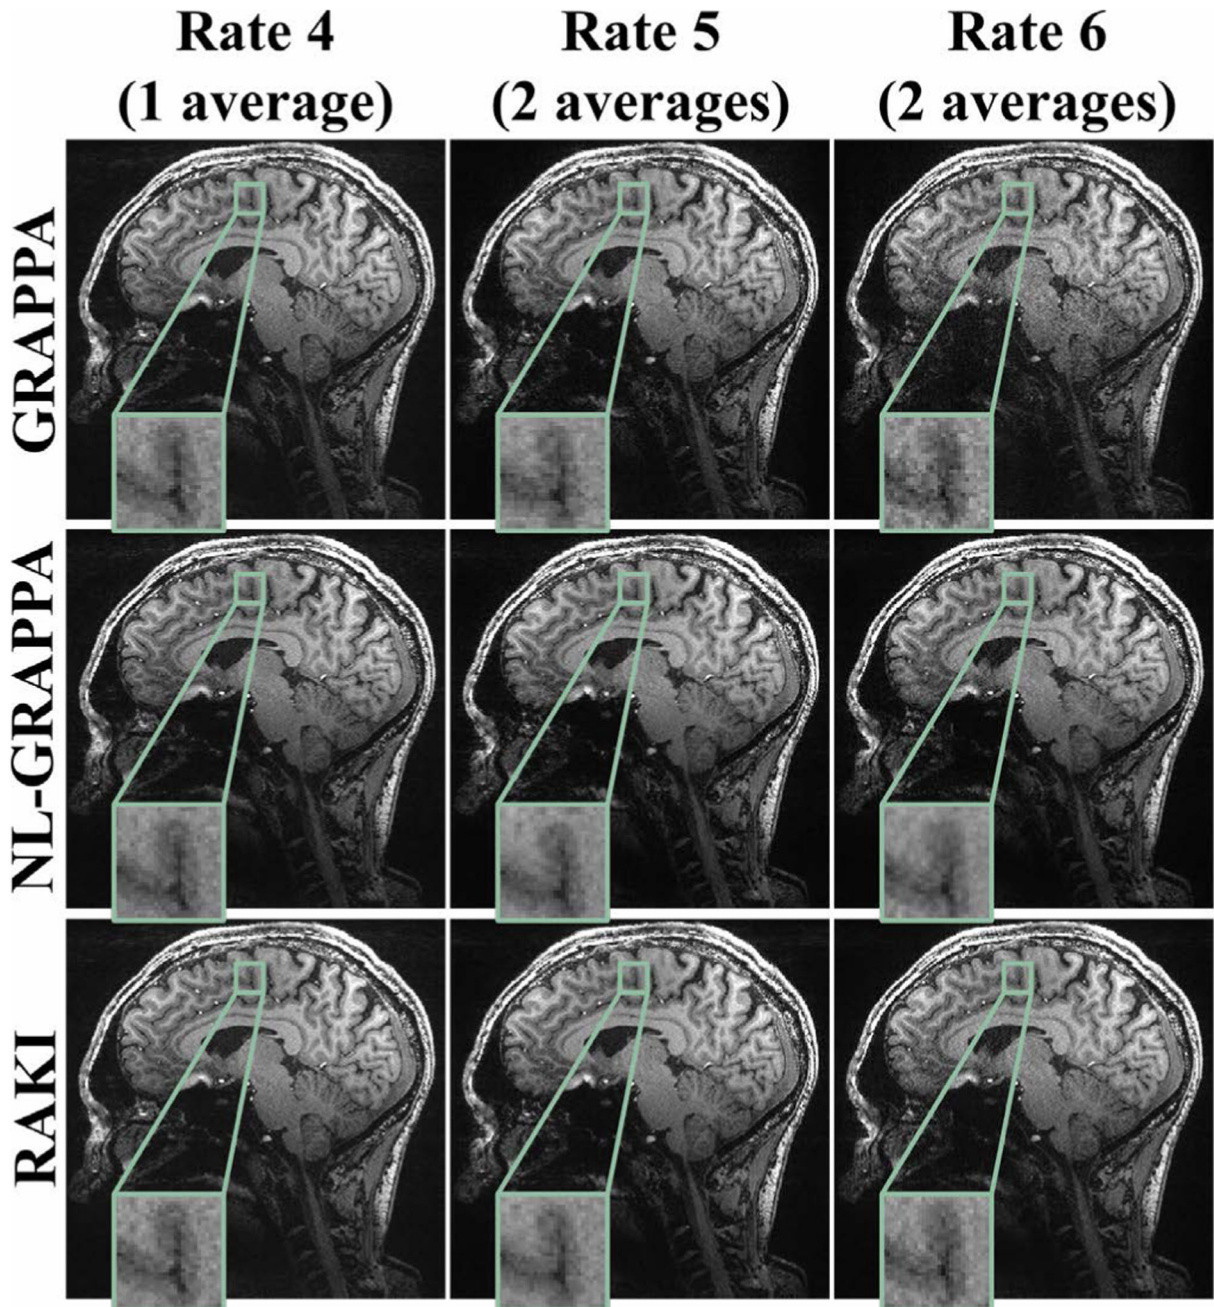 Rate 4
(1 average)
Rate 5
(2 averages)
Rate 6
(2 averages)
GRAPPA
NL-GRAPPA
RAKI